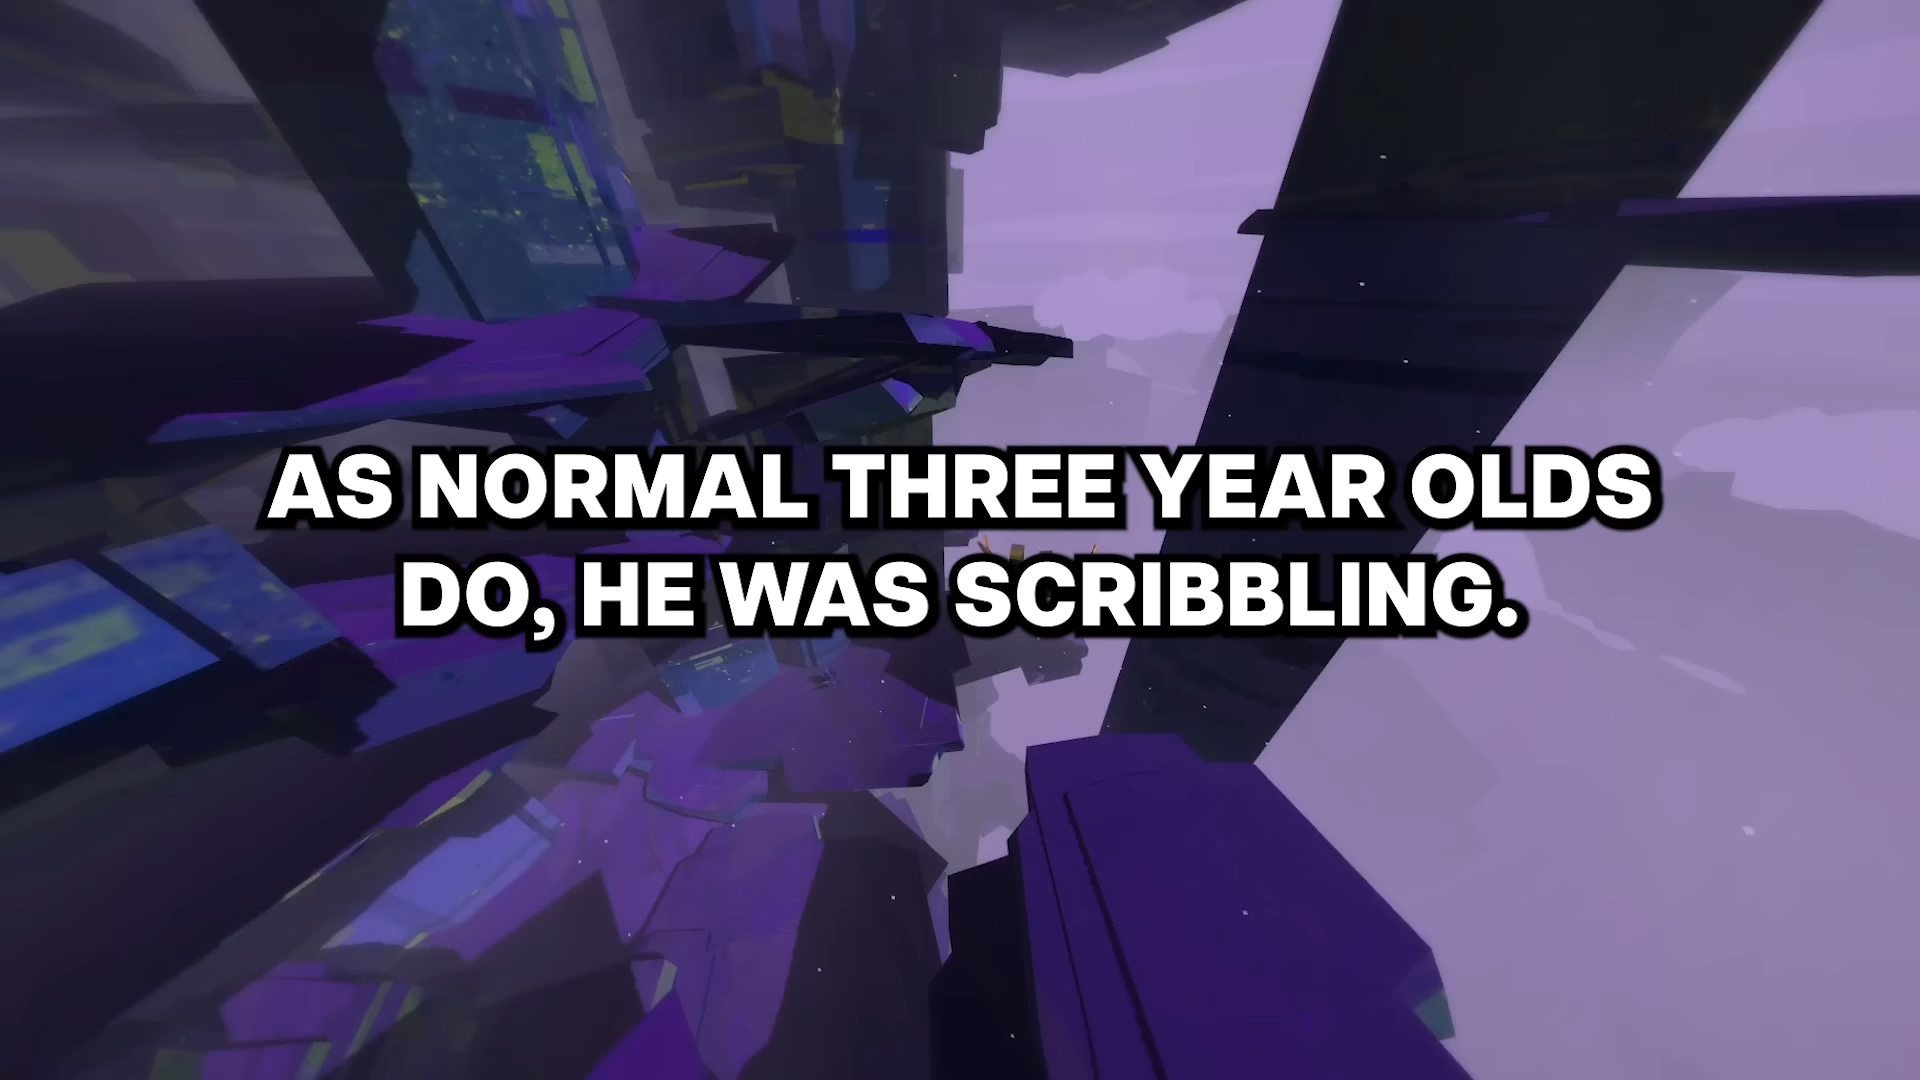 AS NORMAL THREE YEAR OLDS
DO, HE WAS SCRIBBLING.